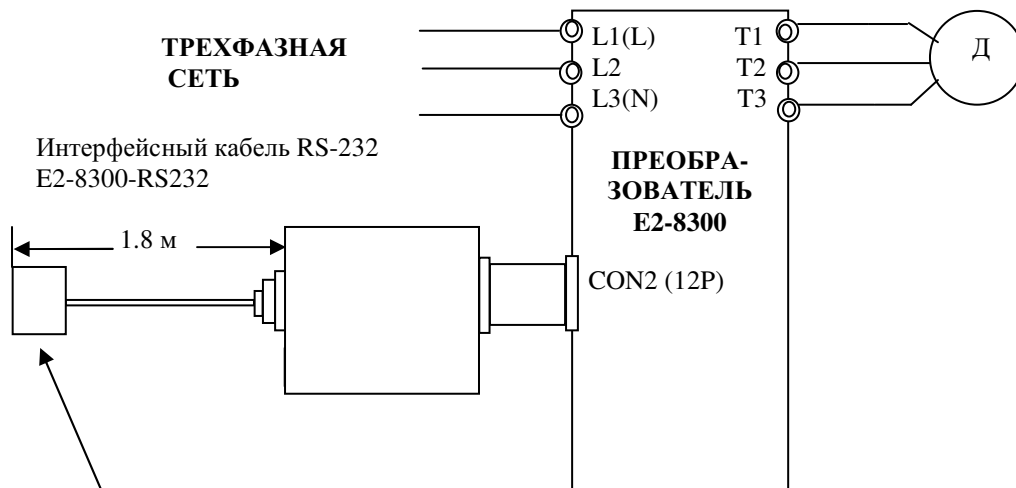 ТРЕХФАЗНАЯ
СЕТЬ
L1(L)
L2
L3(N)
T1
T2
T3
Д
Интерфейсный кабель RS-232
E2-8300-RS232
ПРЕОБРА-
ЗОВАТЕЛЬ
E2-8300
1.8 м
CON2 (12P)